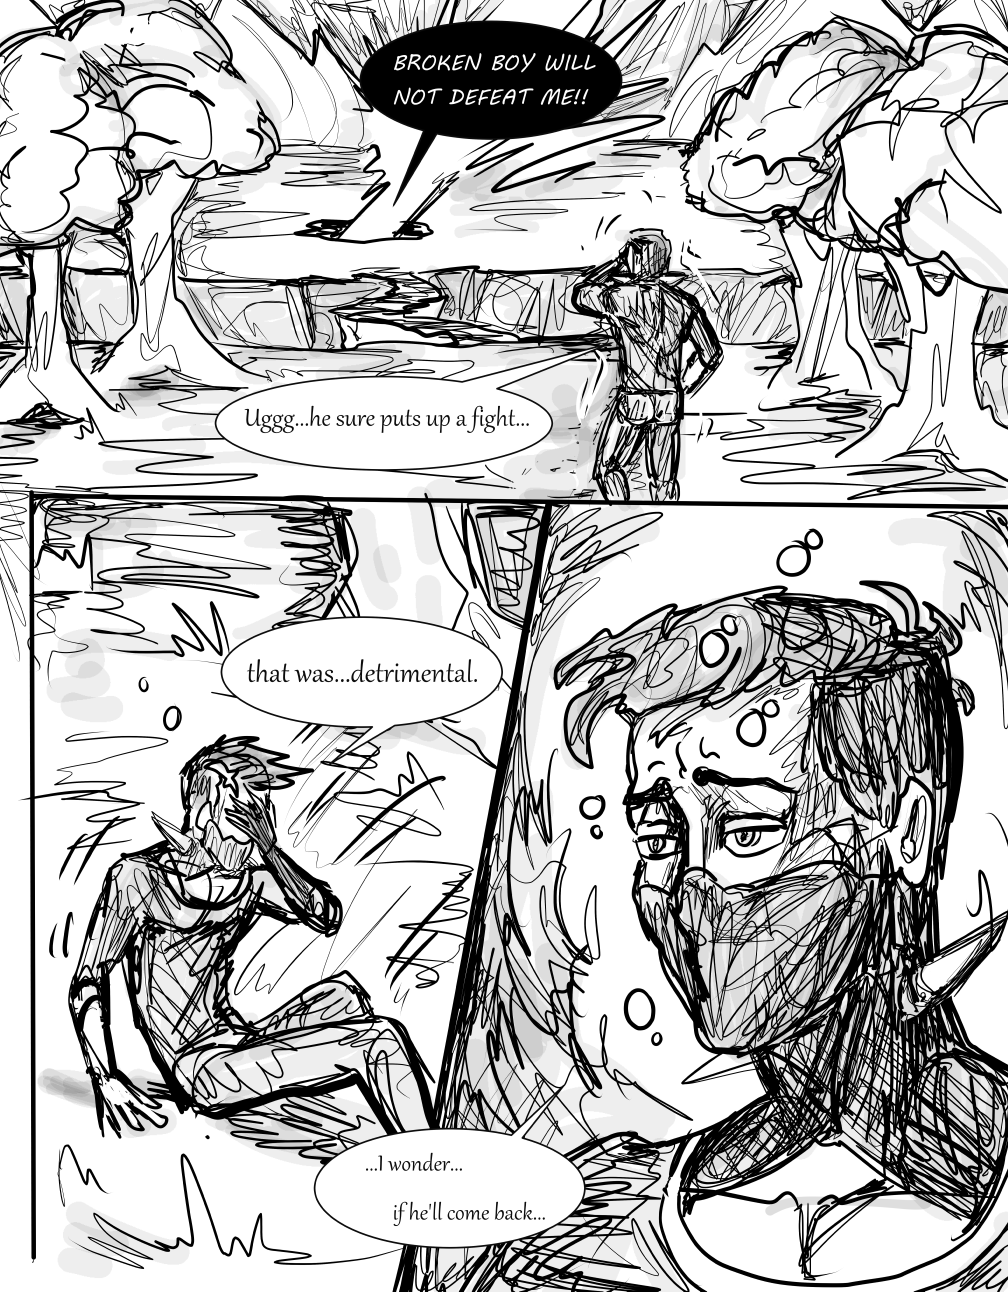 BROKEN BOY WILL
NOT DEFEAT ME!!
Uggg...he sure puts up a fight...
that was...detrimental.
...I wonder...
if he'll come back...